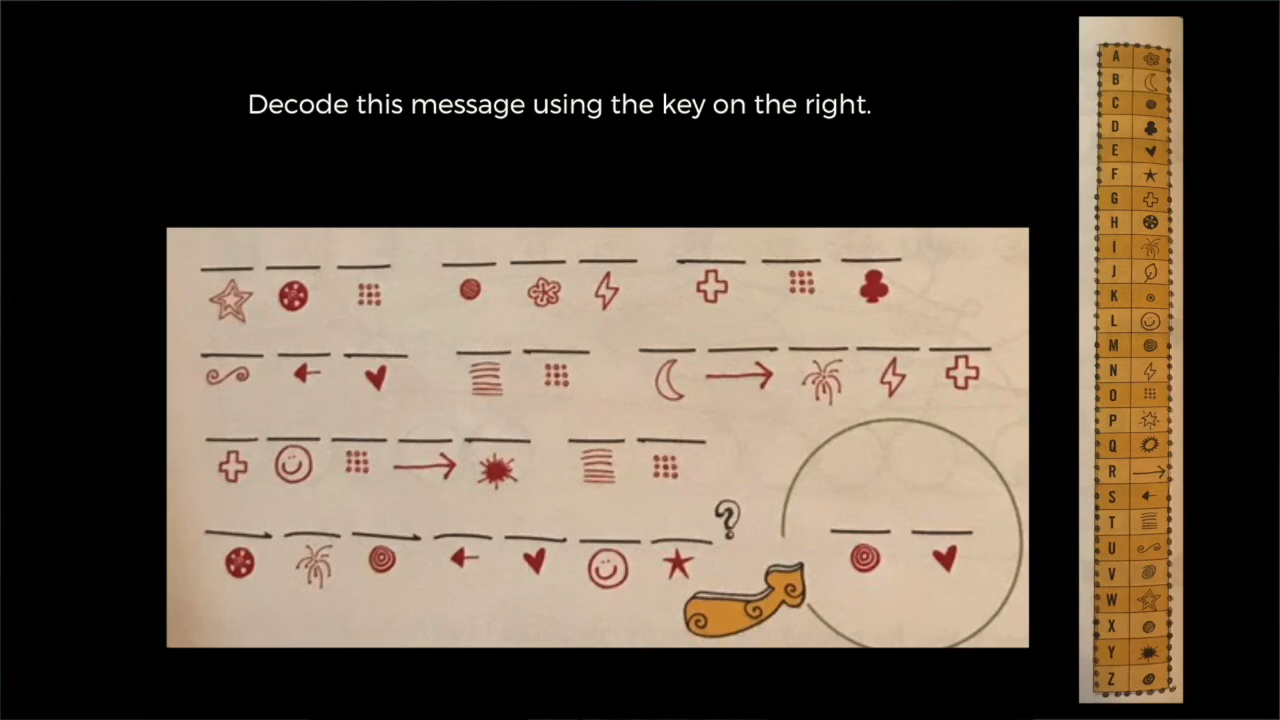 Decode this message using the key on the right.
?
A
B
C
D
E
F
G
H
I
J
K
L
M
N
O
P
Q
R
S
T
U
V
W
X
Y
Z